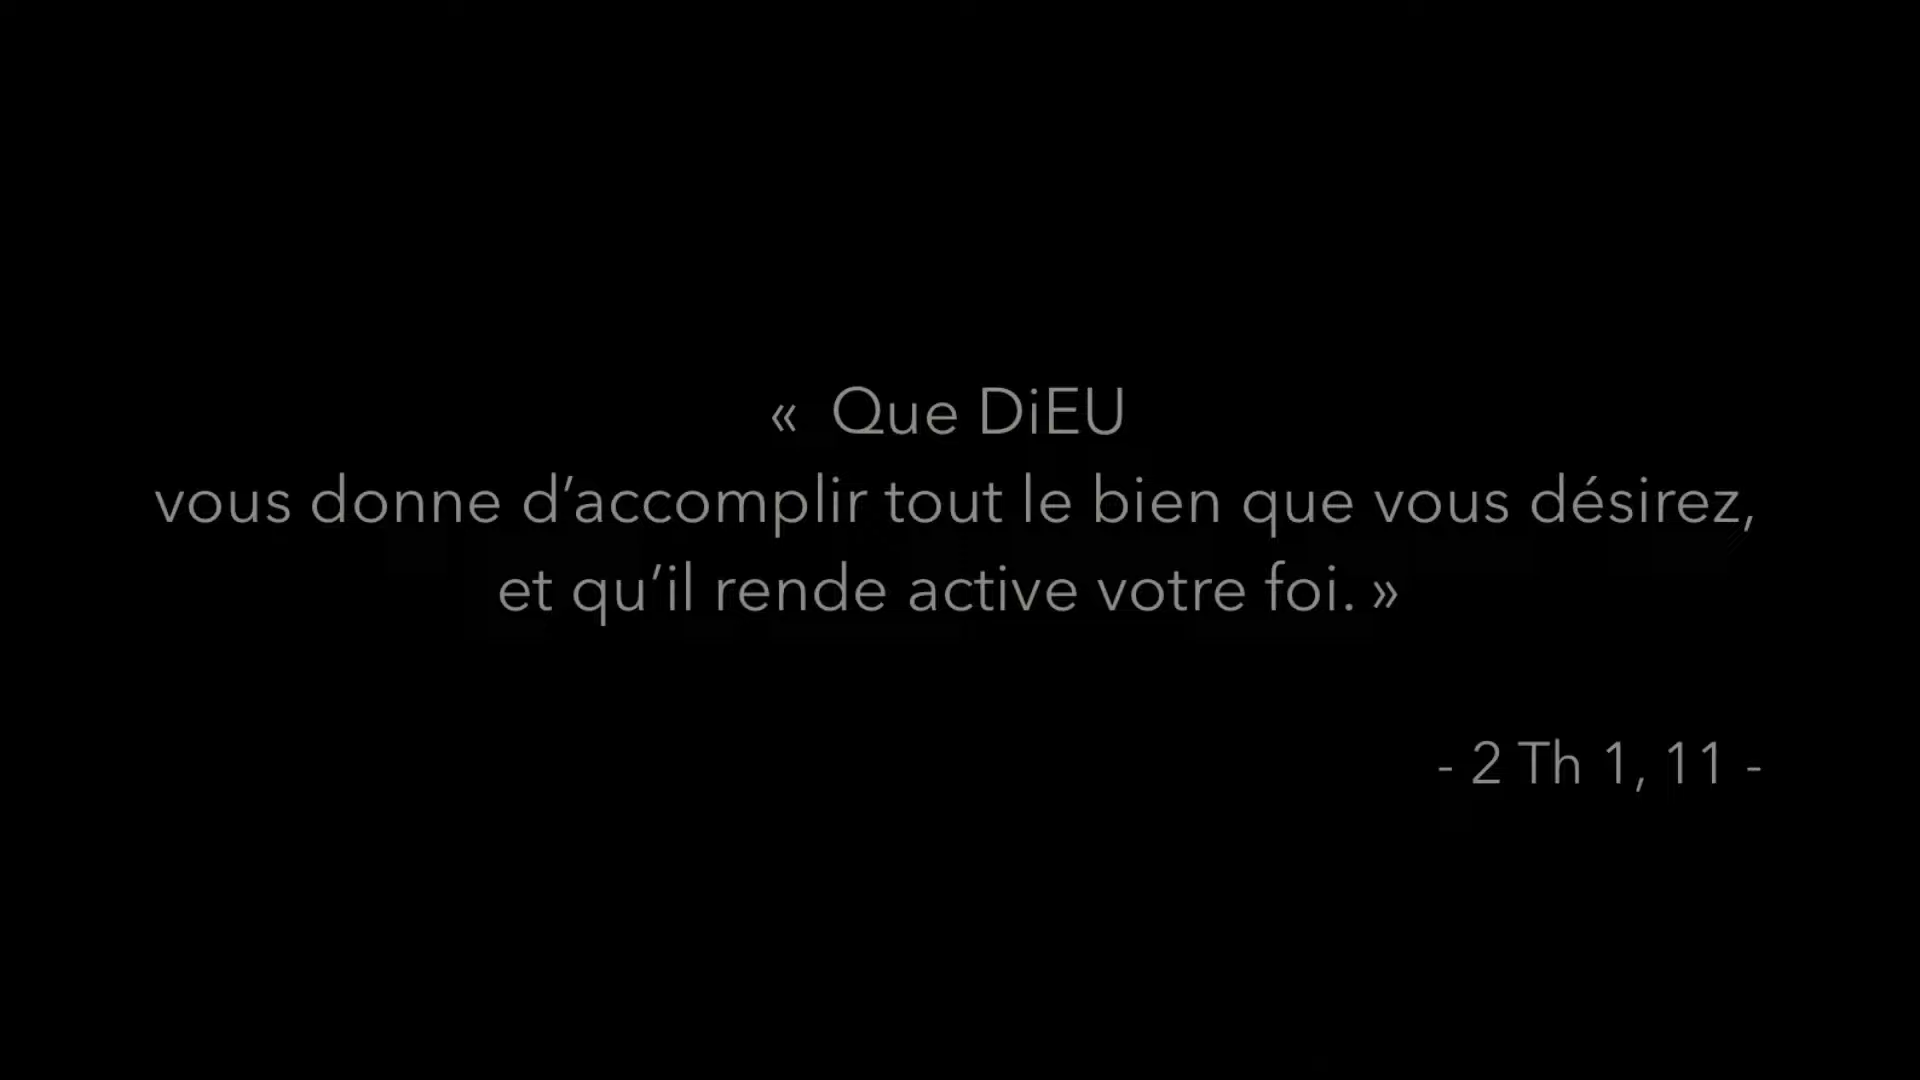 « Que DiEU
vous donne d’accomplir tout le bien que vous désirez,
et qu’il rende active votre foi. »
- 2 Th 1, 11 -